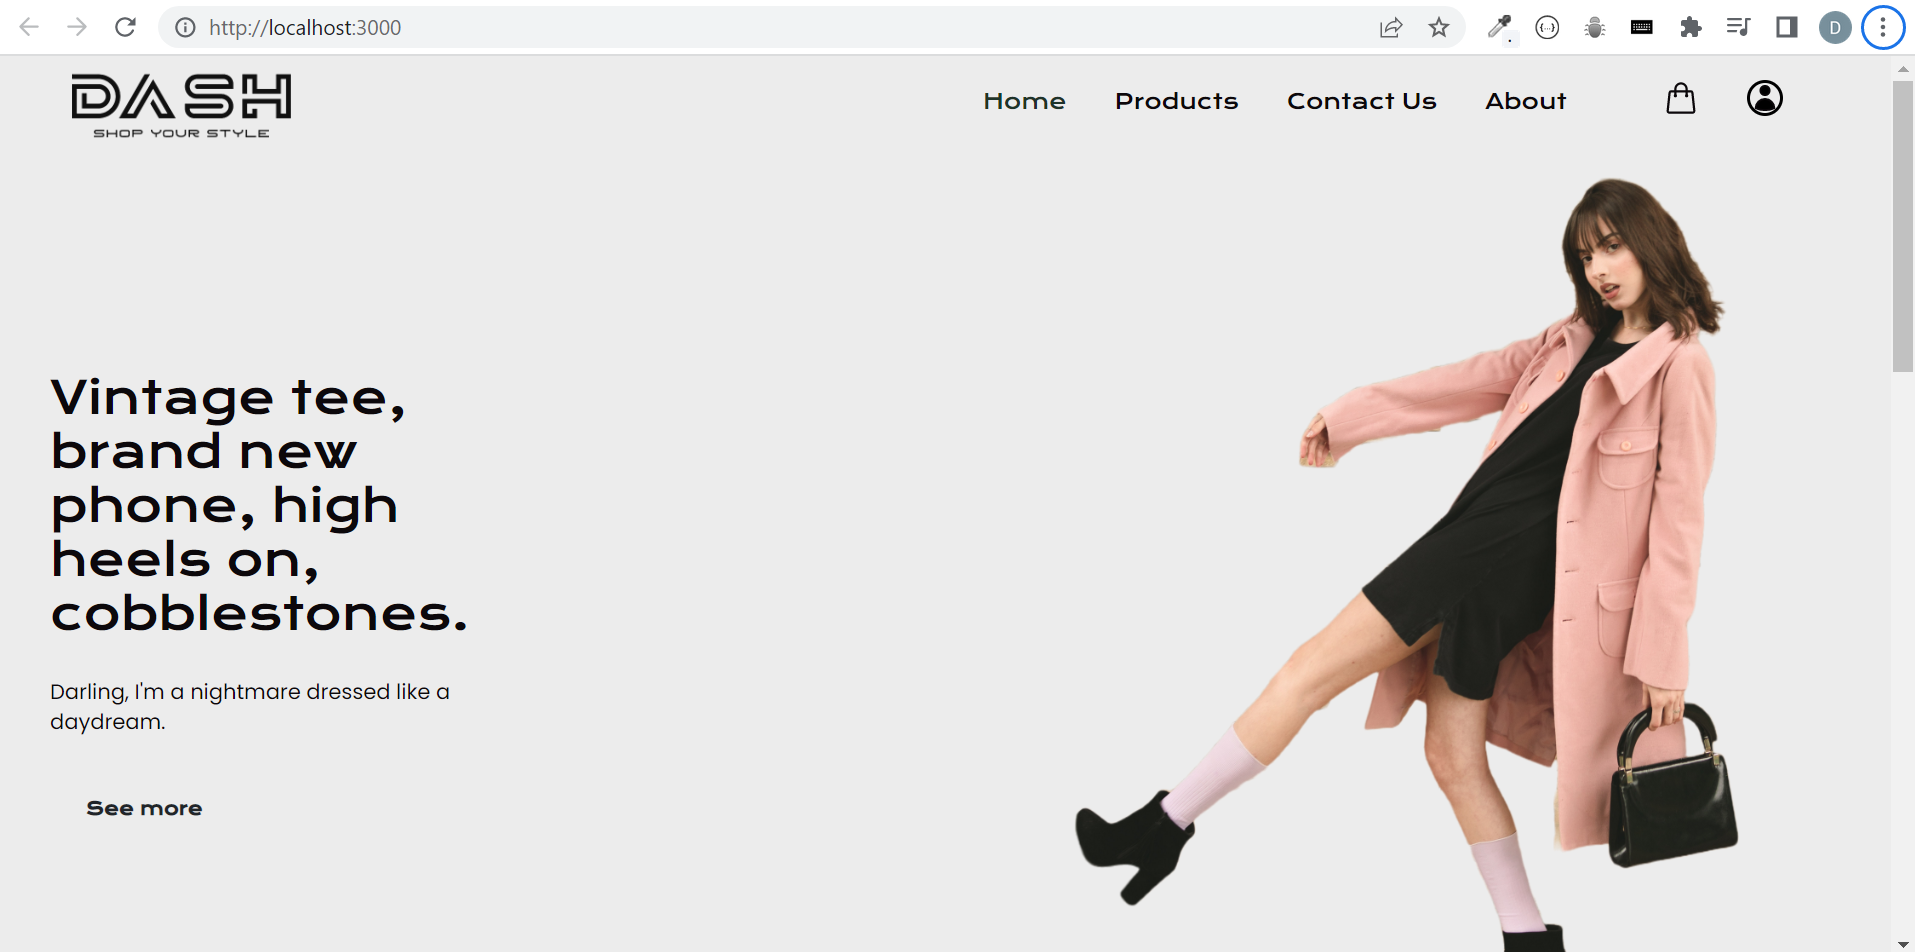 http://localhost:3000
D
DASH
SHOP YOUR STYLE
Home Products Contact Us About
Vintage tee,
brand new
phone, high
heels on,
cobblestones.
Darling, I'm a nightmare dressed like a
daydream.
See more